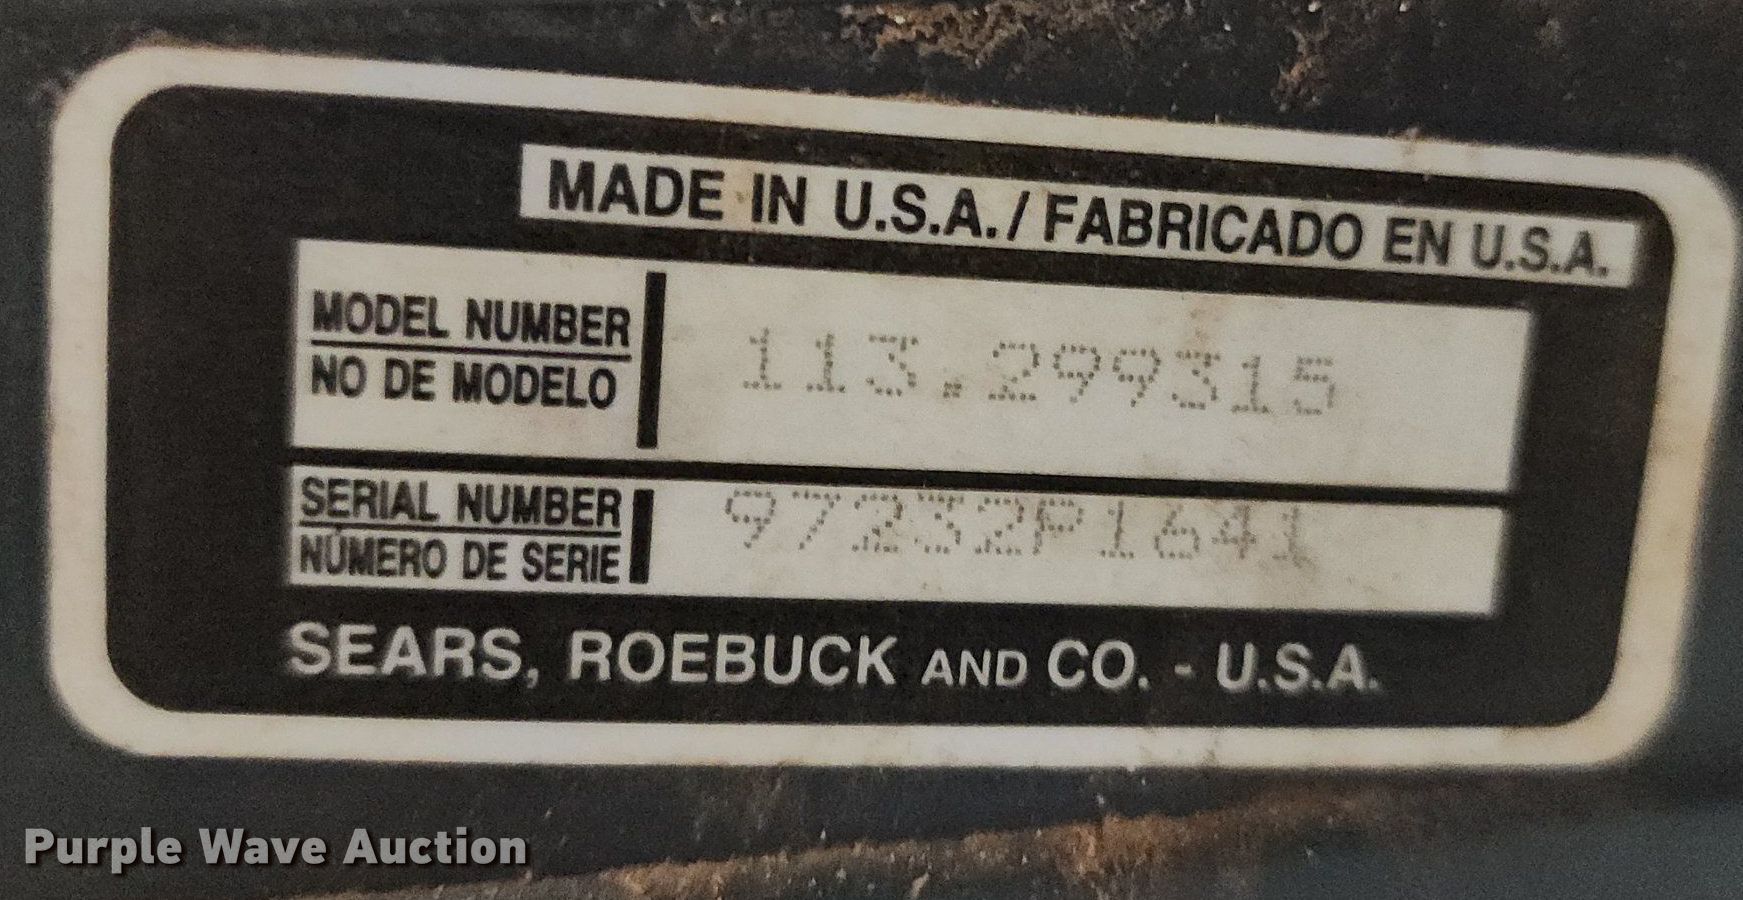 MADE IN U.S.A. / FABRICADO EN U.S.A.
MODEL NUMBER 113.299315
NO DE MODELO
SERIAL NUMBER 97232P1641
NÚMERO DE SERIE
SEARS, ROEBUCK AND CO. - U.S.A.
Purple Wave Auction